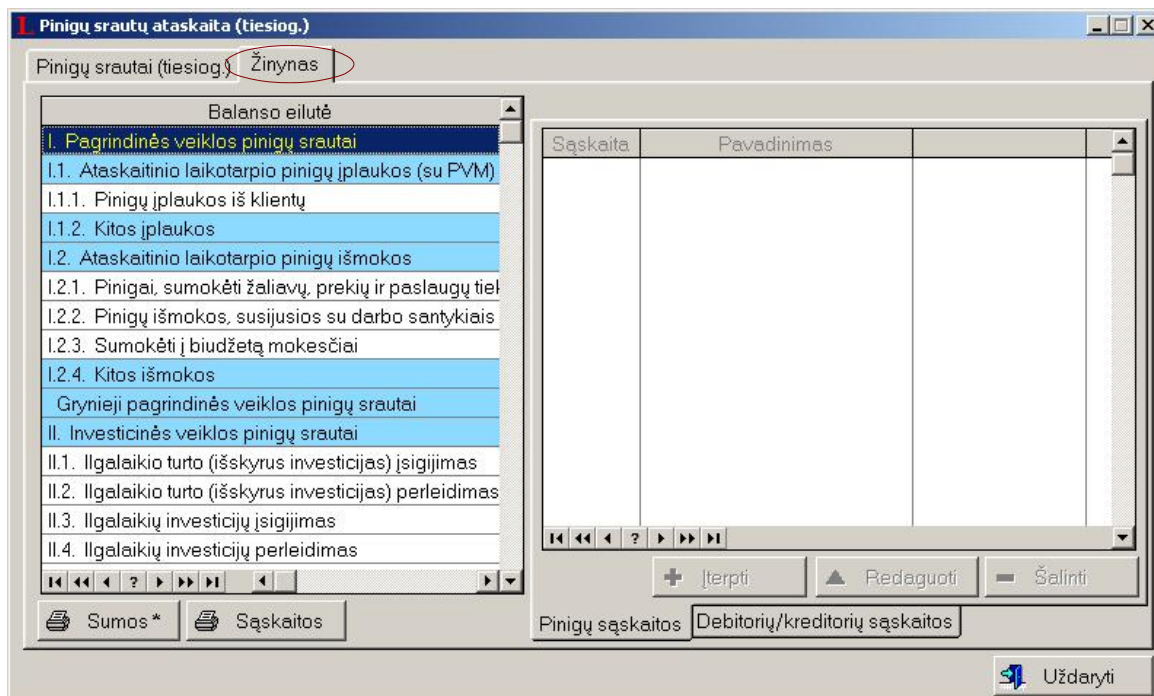 Pinigų srautų ataskaita (tiesiog.)
Pinigų srautai (tiesiog.)
Žinynas
Balanso eilutė
I. Pagrindinės veiklos pinigų srautai
I.1. Ataskaitinio laikotarpio pinigų įplaukos (su PVM)
I.1.1. Pinigų įplaukos iš klientų
I.1.2. Kitos įplaukos
I.2. Ataskaitinio laikotarpio pinigų išmokos
I.2.1. Pinigai, sumokėti žaliavų, prekių ir paslaugų
I.2.2. Pinigų išmokos, susijusios su darbo santykiais
I.2.3. Sumokėti į biudžetą mokesčiai
I.2.4. Kitos išmokos
Grynieji pagrindinės veiklos pinigų srautai
II. Investicinės veiklos pinigų srautai
II.1. Ilgalaikio turto (išskyrus investicijas) įsigijimas
II.2. Ilgalaikio turto (išskyrus investicijas) perleidimas
II.3. Ilgalaikių investicijų įsigijimas
II.4. Ilgalaikių investicijų perleidimas
Sumos*
Sąskaitos
Sąskaita
Pavadinimas
Įterpti
Redaguoti
Šalinti
Pinigų sąskaitos
Debitorių/kreditorių sąskaitos
Uždaryti